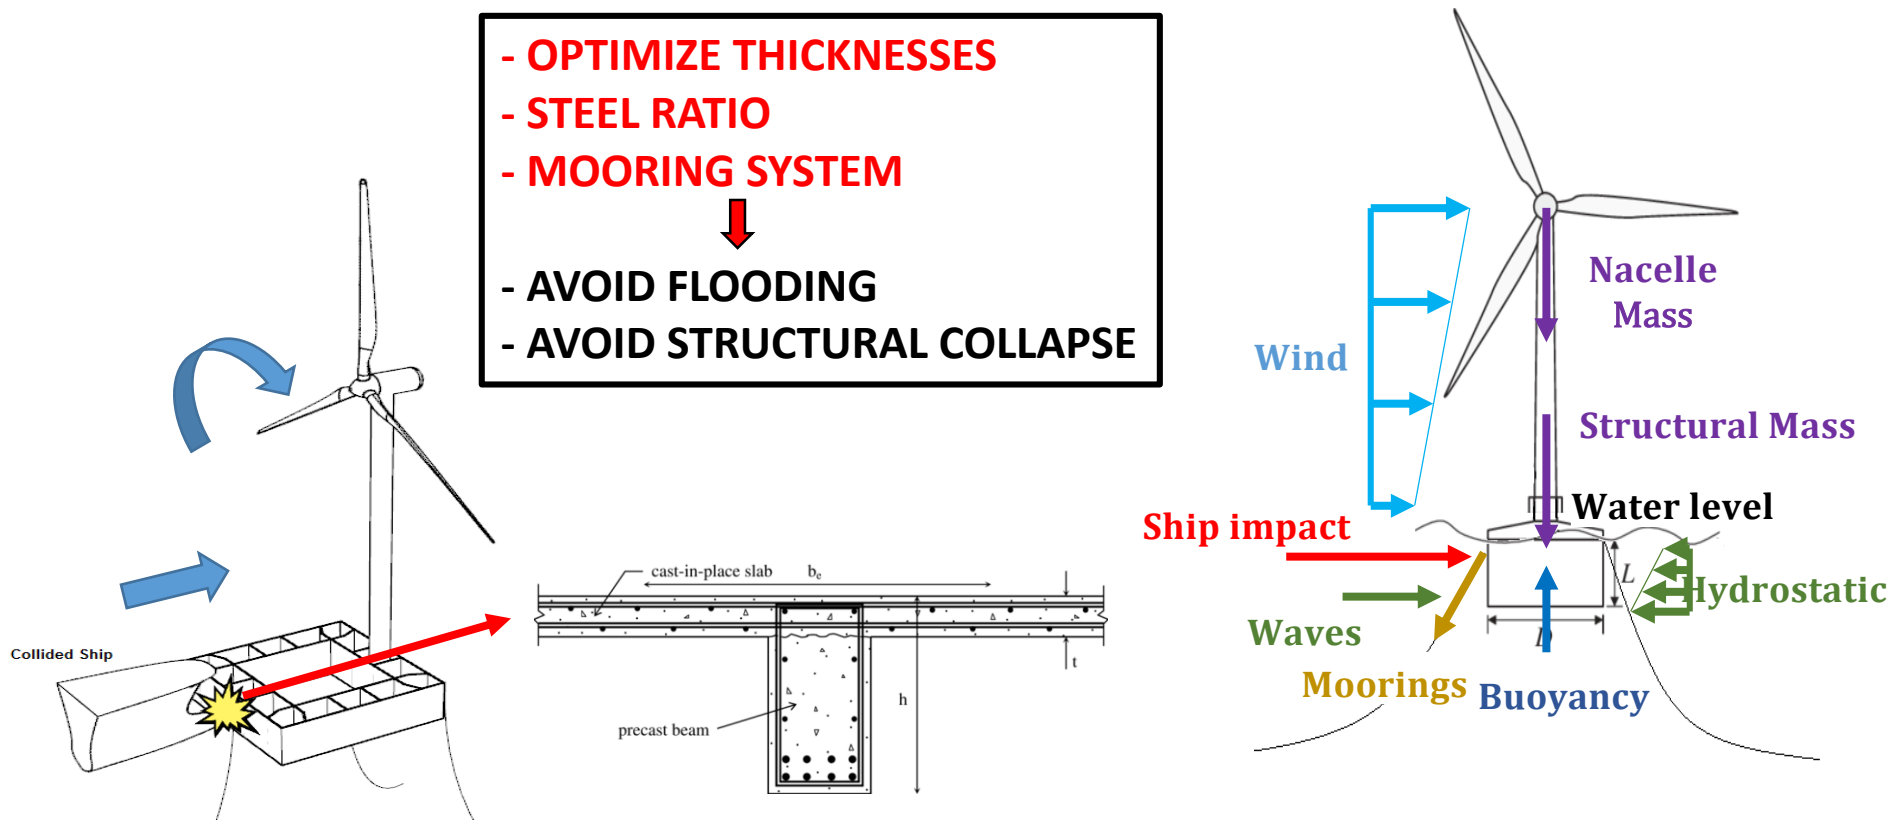 - OPTIMIZE THICKNESSES
- STEEL RATIO
- MOORING SYSTEM
- AVOID FLOODING
- AVOID STRUCTURAL COLLAPSE
Collided Ship
cast-in-place slab
be
t
h
precast beam
Nacelle
Mass
Wind
Structural Mass
Water level
Ship impact
L
Hydrostatic
Waves
D
Moorings
Buoyancy